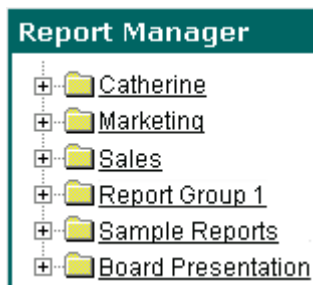 Report Manager
Catherine
Marketing
Sales
Report Group 1
Sample Reports
Board Presentation